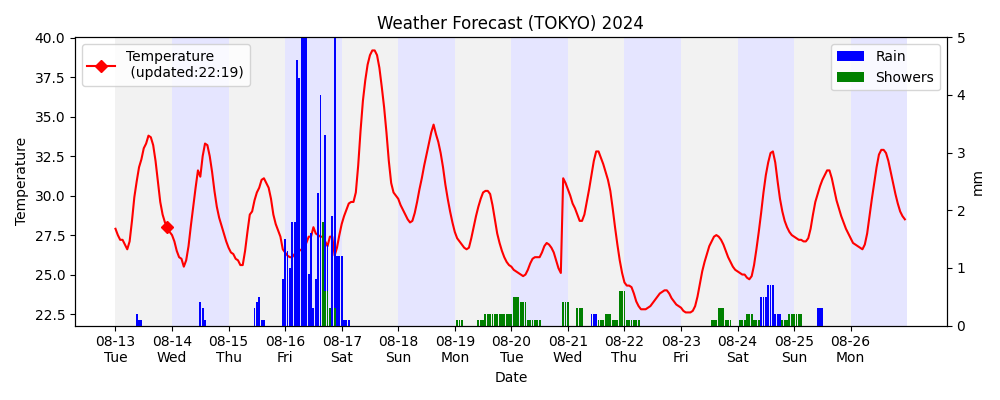 Weather Forecast (TOKYO) 2024
Temperature
(updated:22:19)
Rain
Showers
Temperature
40.0
37.5
35.0
32.5
30.0
27.5
25.0
22.5
5
4
3
2
1
0
mm
08-13 08-14 08-15 08-16 08-17 08-18 08-19 08-20 08-21 08-22 08-23 08-24 08-25 08-26
Tue Wed Thu Fri Sat Sun Mon Tue Wed Thu Fri Sat Sun Mon
Date